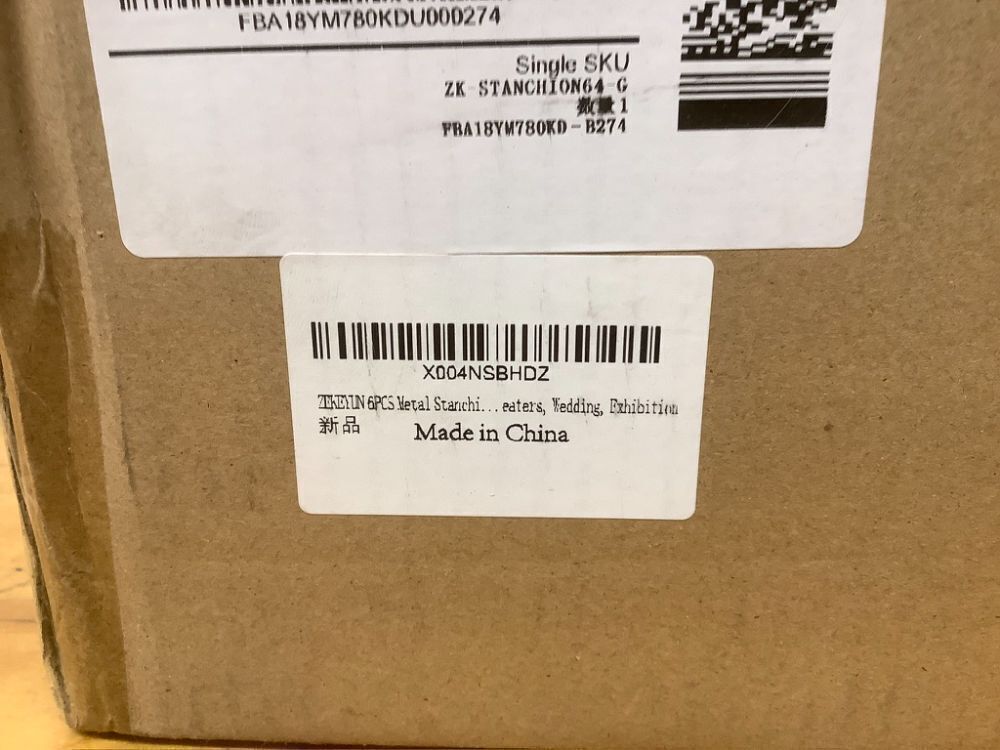 FBA18YM780KDU000274
Single SKU
ZK-STANCHION64-G
数量 1
FBA18YM780KD-B274
X004NSBHDZ
6PCS Metal Stanchi...eaters, Wedding, Exhibition
新品
Made in China